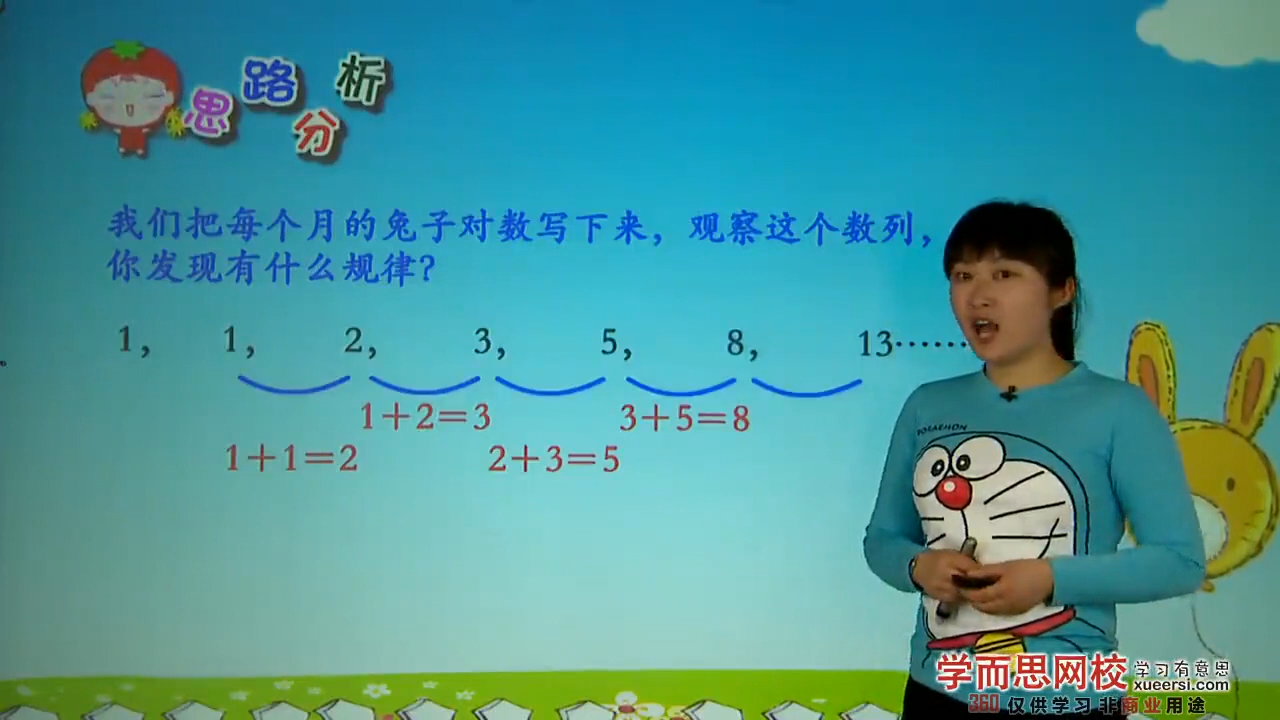 思路分析
我们把每个月的兔子对数写下来，观察这个数列，
你发现有什么规律？
1， 1， 2， 3， 5， 8， 13……
1＋2＝3 3＋5＝8
1＋1＝2 2＋3＝5
DORAEMON
学而思网校 学习有意思
xueersi.com
360 仅供学习 非商业用途